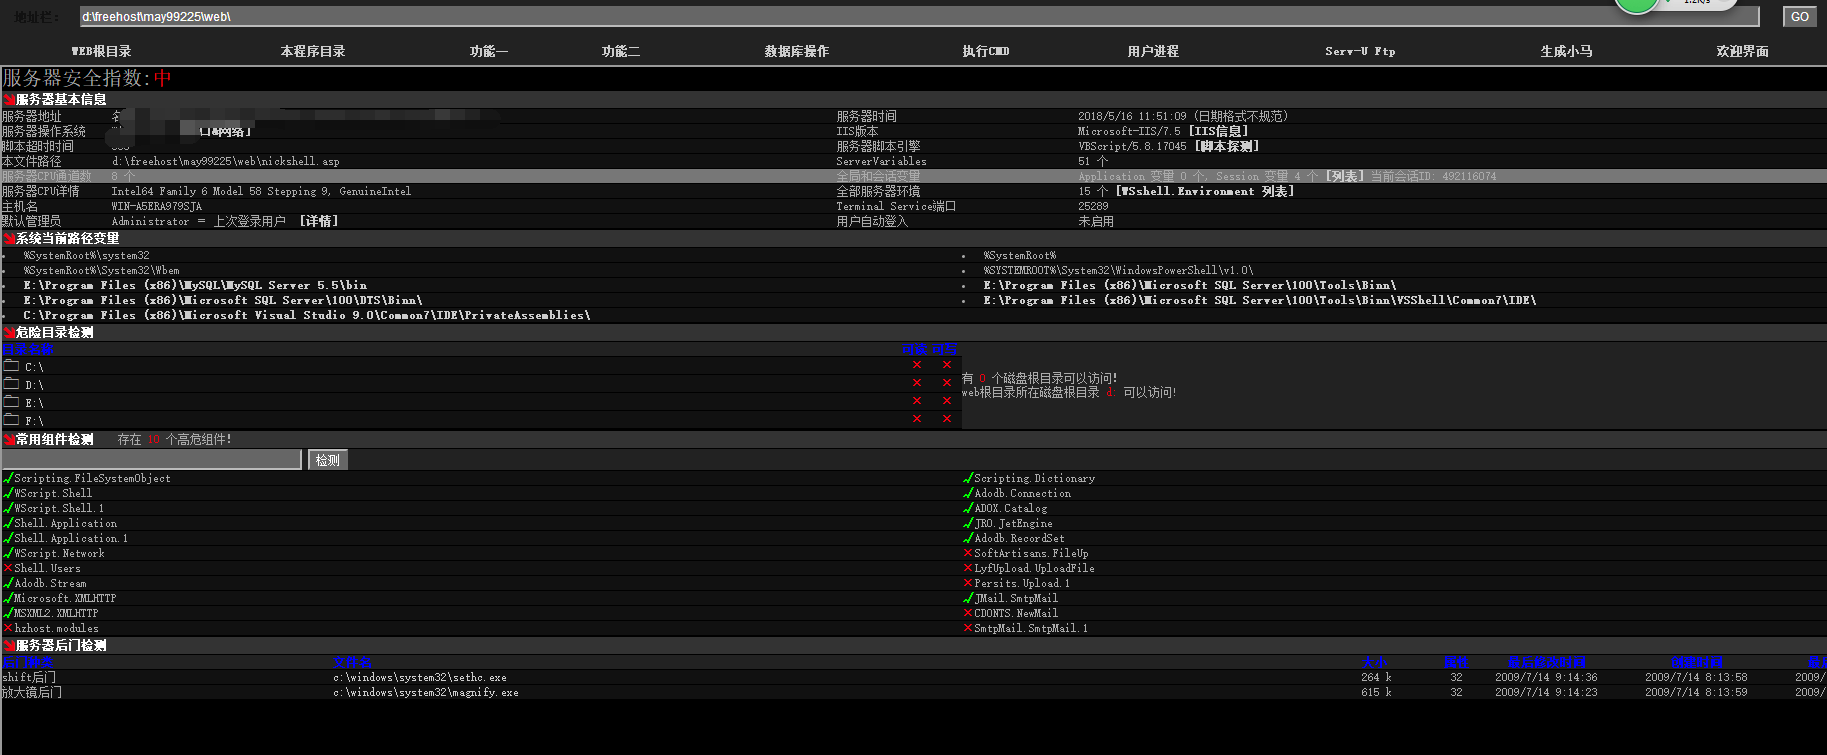 地址栏: d:\freehost\may99225\web\ GO
1.2K/s
WEB根目录 本程序目录 功能一 功能二 数据库操作 执行CMD 用户进程 Serv-U Ftp 生成小马 欢迎界面
服务器安全指数:中
服务器基本信息
服务器地址 服务器时间 2018/5/16 11:51:09 (日期格式不规范)
服务器操作系统 网络] IIS版本 Microsoft-IIS/7.5 [IIS信息]
脚本超时时间 服务器脚本引擎 VBScript/5.8.17045 [脚本探测]
本文件路径 d:\freehost\may99225\web\nickshell.asp ServerVariables 51 个
服务器CPU通道数 8 个 全局和会话变量 Application 变量 0 个, Session 变量 4 个 [列表] 当前会话ID: 492116074
服务器CPU详情 Intel64 Family 6 Model 58 Stepping 9, GenuineIntel 全部服务器环境 15 个 [WSshell.Environment 列表]
主机名 WIN-A5ERA979SJA Terminal Service端口 25289
默认管理员 Administrator = 上次登录用户 [详情] 用户自动登入 未启用
系统当前路径变量
%SystemRoot%\system32 %SystemRoot%
%SystemRoot%\System32\Wbem %SYSTEMROOT%\System32\WindowsPowerShell\v1.0\
E:\Program Files (x86)\MySQL\MySQL Server 5.5\bin E:\Program Files (x86)\Microsoft SQL Server\100\Tools\Binn\
E:\Program Files (x86)\Microsoft SQL Server\100\DTS\Binn\ E:\Program Files (x86)\Microsoft SQL Server\100\Tools\Binn\VSShell\Common7\IDE\
C:\Program Files (x86)\Microsoft Visual Studio 9.0\Common7\IDE\PrivateAssemblies\
危险目录检测
可读 可写
C:\ × ×
D:\ × ×
E:\ × ×
F:\ × ×
有 0 个磁盘根目录可以访问!
web根目录所在磁盘根目录 d: 可以访问!
常用组件检测 存在 10 个高危组件!
检测
√Scripting.FileSystemObject √Scripting.Dictionary
√WScript.Shell √Adodb.Connection
√WScript.Shell.1 √ADOX.Catalog
√Shell.Application √JRO.JetEngine
√Shell.Application.1 √Adodb.RecordSet
√WScript.Network ×SoftArtisans.FileUp
×Shell.Users ×LyfUpload.UploadFile
√Adodb.Stream ×Persits.Upload.1
√Microsoft.XMLHTTP √JMail.SmtpMail
√MSXML2.XMLHTTP ×CDONTS.NewMail
×hzhost.modules ×SmtpMail.SmtpMail.1
服务器后门检测
文件名 大小 属性 最后修改时间 创建时间
shift后门 c:\windows\system32\sethc.exe 264 k 32 2009/7/14 9:14:36 2009/7/14 8:13:58 2009/
放大镜后门 c:\windows\system32\magnify.exe 615 k 32 2009/7/14 9:14:23 2009/7/14 8:13:59 2009/